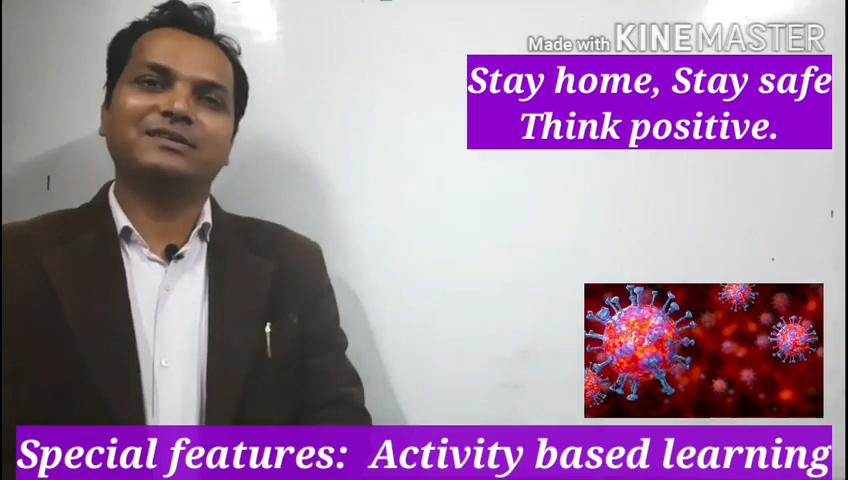 Made with KINEMASTER
Stay home, Stay safe
Think positive.
Special features: Activity based learning